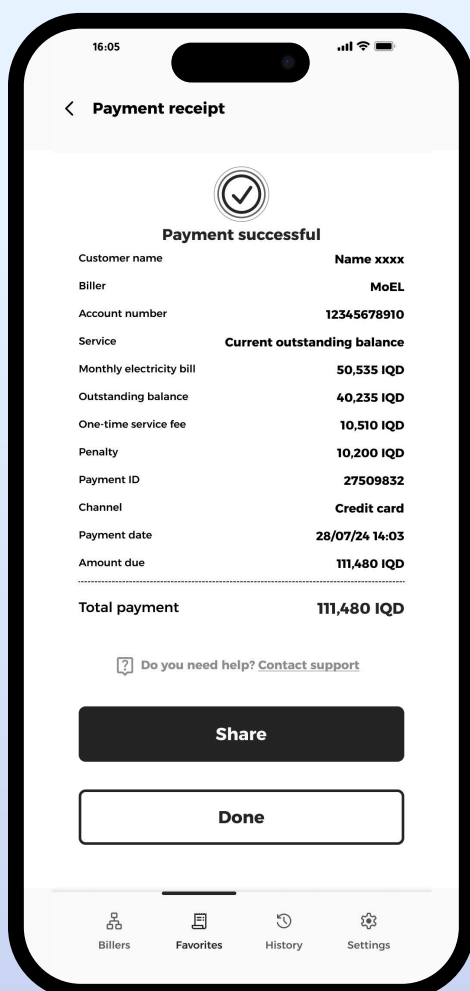 16:05
Payment receipt
Payment successful
Customer name Name xxxx
Biller MoEL
Account number 12345678910
Service Current outstanding balance
Monthly electricity bill 50,535 IQD
Outstanding balance 40,235 IQD
One-time service fee 10,510 IQD
Penalty 10,200 IQD
Payment ID 27509832
Channel Credit card
Payment date 28/07/24 14:03
Amount due 111,480 IQD
Total payment 111,480 IQD
? Do you need help? Contact support
Share
Done
Billers Favorites History Settings